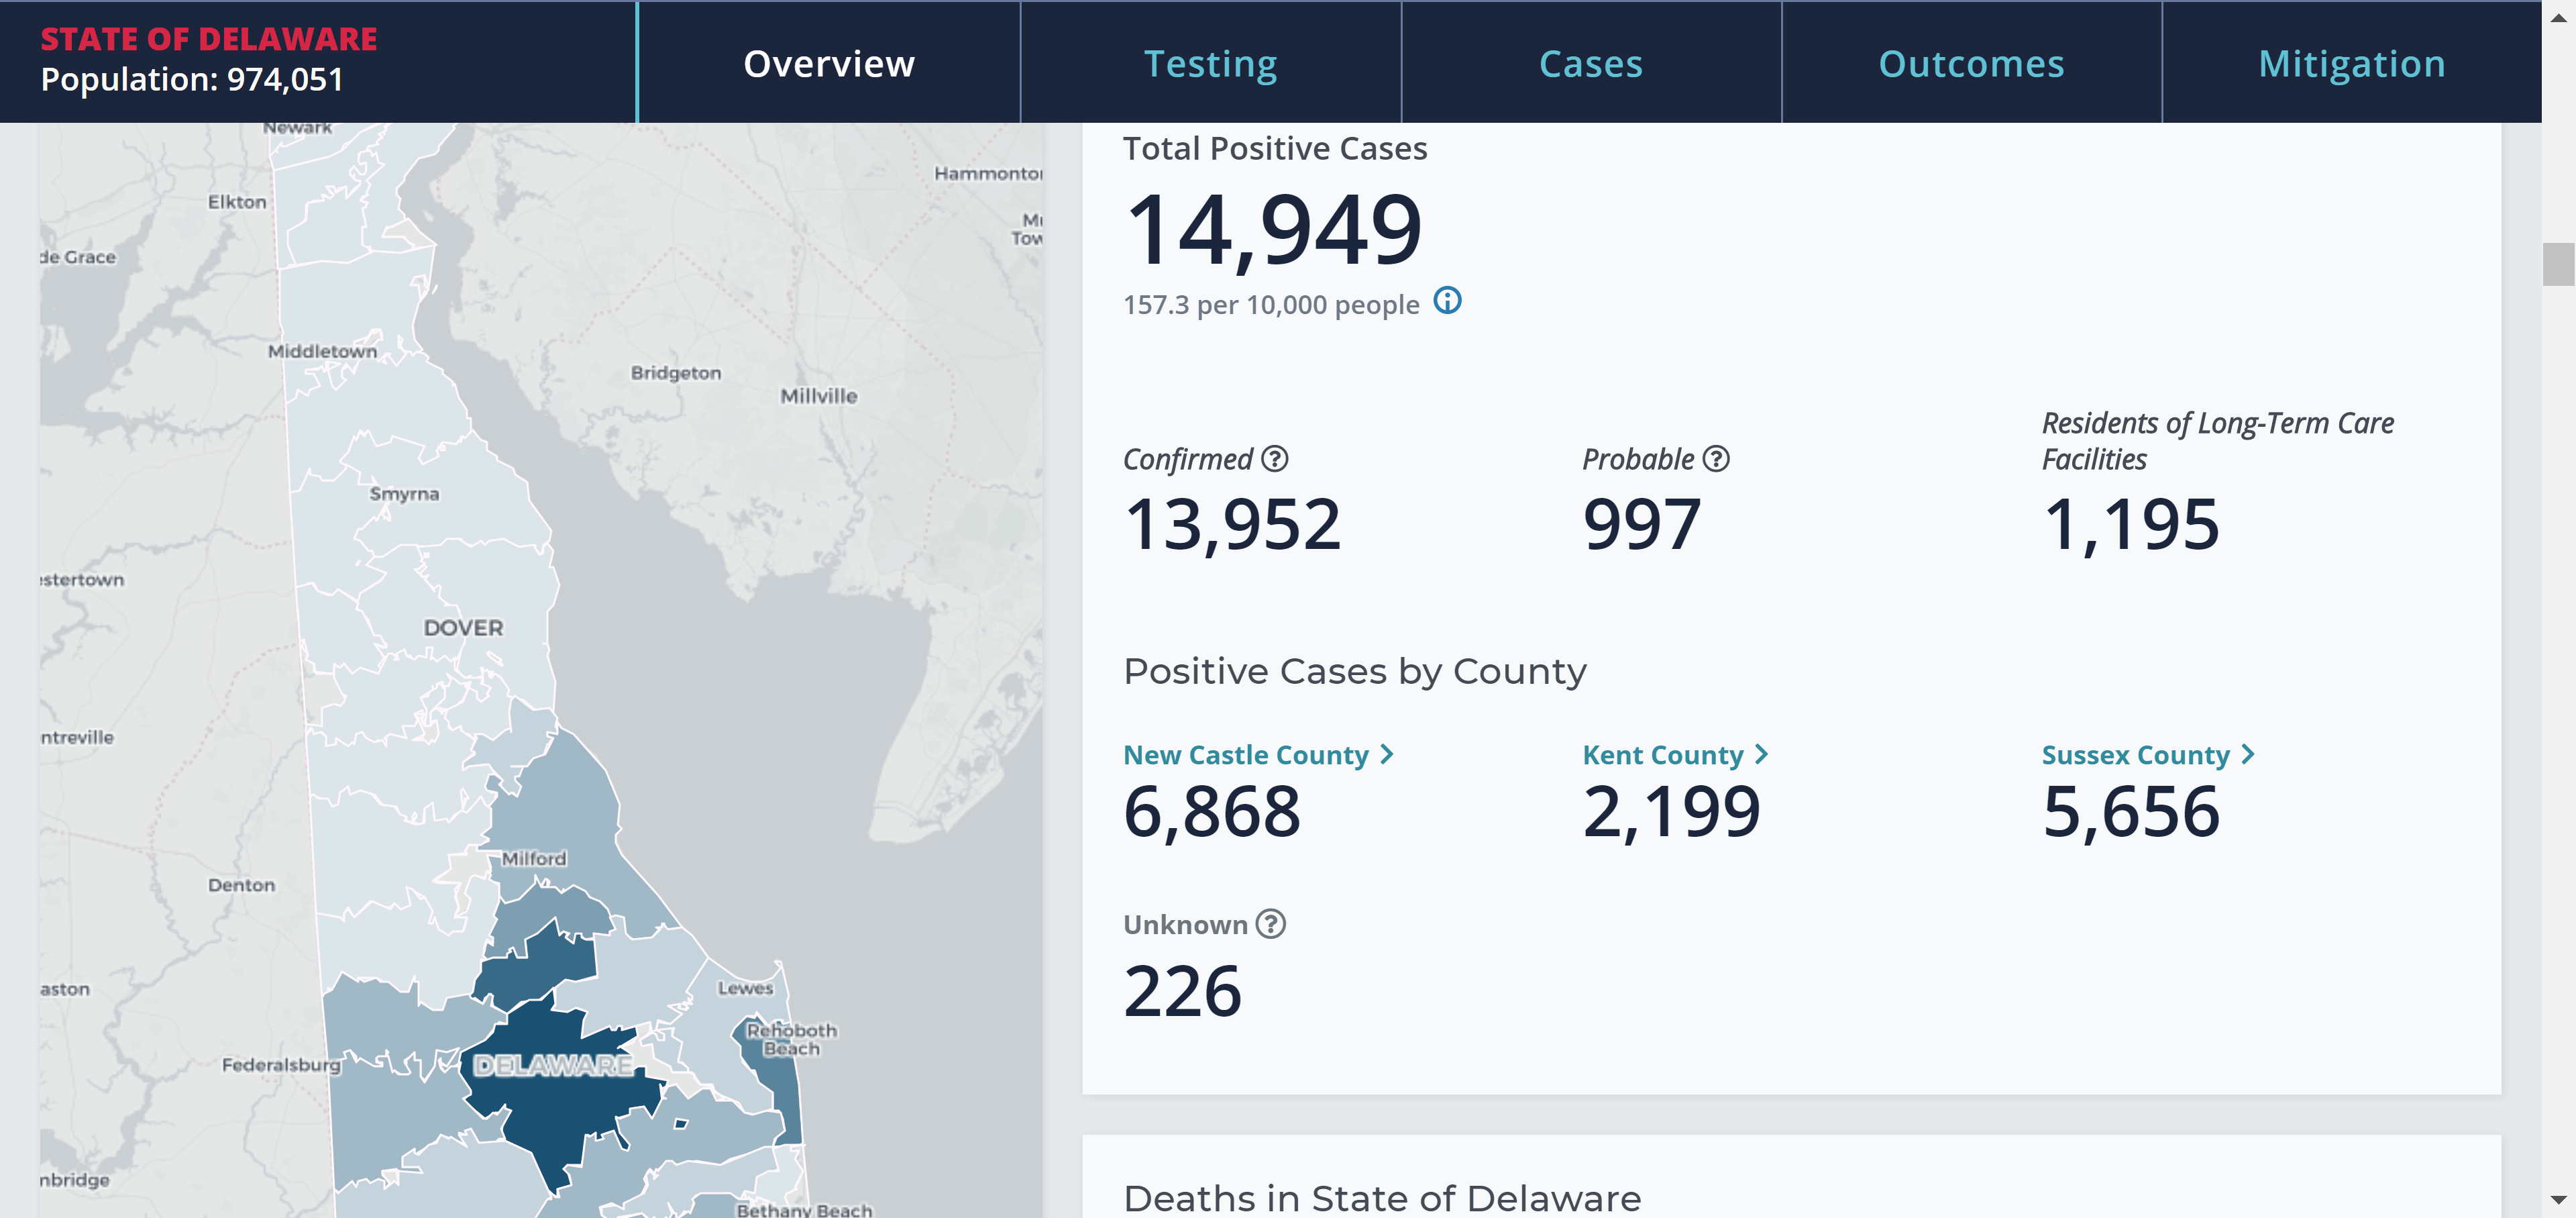 STATE OF DELAWARE
Population: 974,051
Overview
Testing
Cases
Outcomes
Mitigation
Newark
Elkton
de Grace
Hammonto
Tow
Middletown
Bridgeton
Millville
Smyrna
estertown
DOVER
ntreville
Milford
Denton
aston
Lewes
Rehoboth
Beach
Federalsburg
DELAWARE
nbridge
Bethany Beach
Total Positive Cases
14,949
157.3 per 10,000 people
Confirmed
13,952
Probable
997
Residents of Long-Term Care
Facilities
1,195
Positive Cases by County
New Castle County
6,868
Kent County
2,199
Sussex County
5,656
Unknown
226
Deaths in State of Delaware